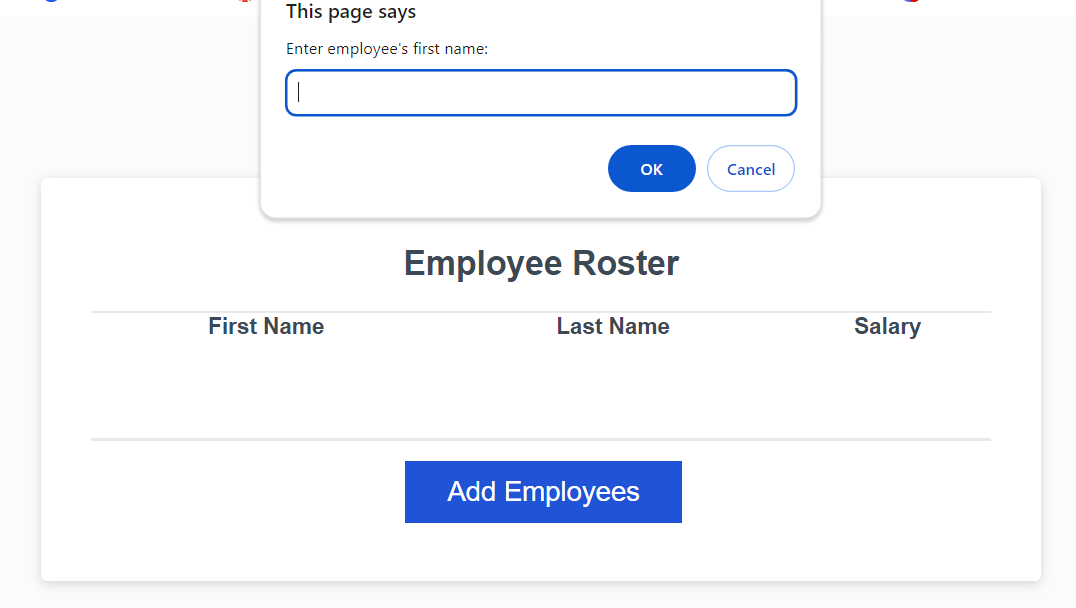 This page says
Enter employee's first name:
OK Cancel
Employee Roster
First Name Last Name Salary
Add Employees